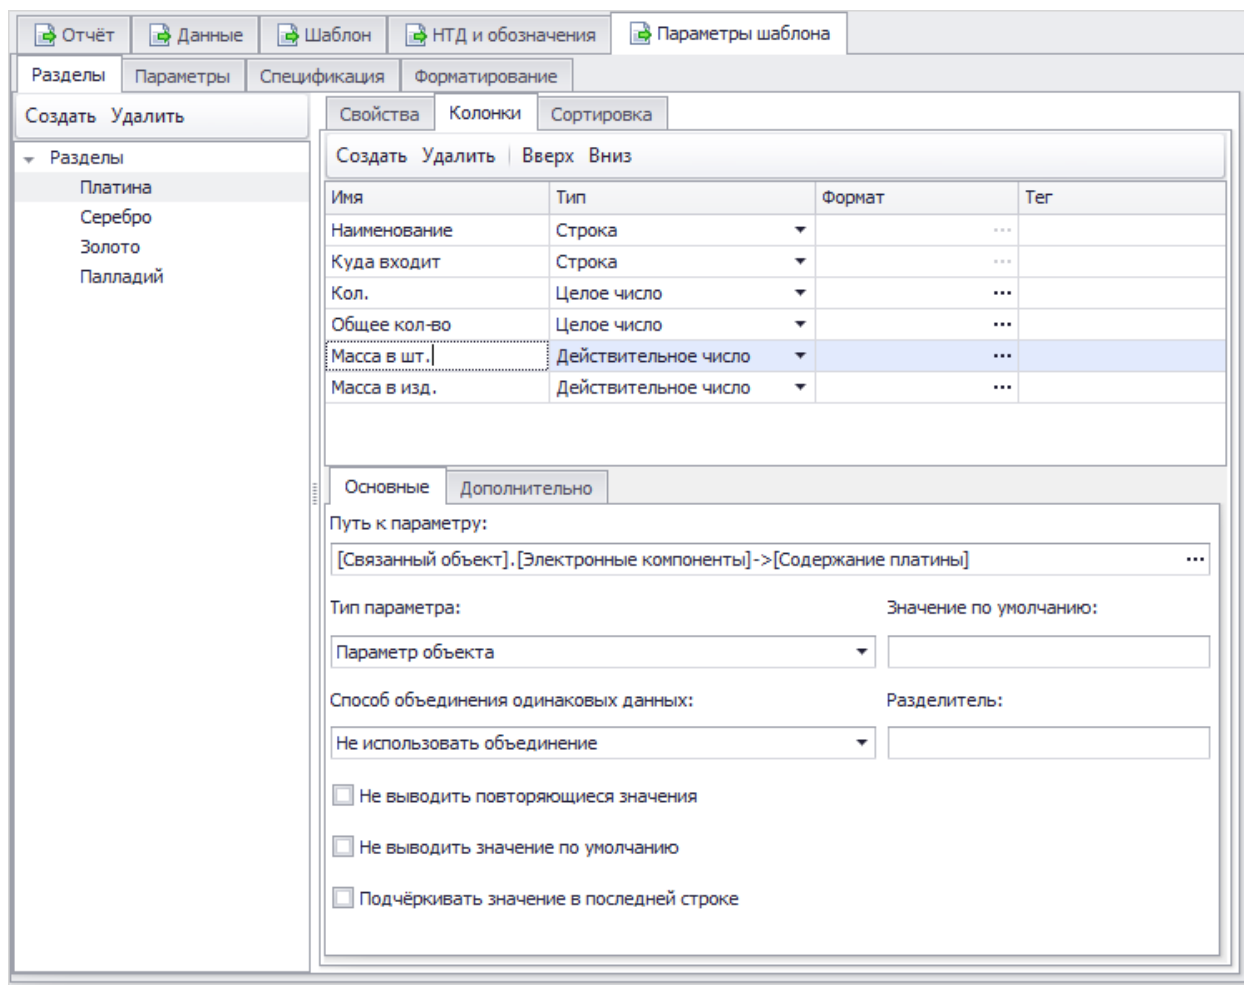 Отчёт Данные Шаблон НТД и обозначения Параметры шаблона
Разделы Параметры Спецификация Форматирование
Создать Удалить
Разделы
Платина
Серебро
Золото
Палладий
Свойства Колонки Сортировка
Создать Удалить Вверх Вниз
Имя Тип Формат Тег
Наименование Строка ...
Куда входит Строка ...
Кол. Целое число ...
Общее кол-во Целое число ...
Масса в шт. Действительное число ...
Масса в изд. Действительное число ...
Основные Дополнительно
Путь к параметру:
[Связанный объект].[Электронные компоненты]->[Содержание платины] ...
Тип параметра: Значение по умолчанию:
Параметр объекта
Способ объединения одинаковых данных: Разделитель:
Не использовать объединение
Не выводить повторяющиеся значения
Не выводить значение по умолчанию
Подчёркивать значение в последней строке